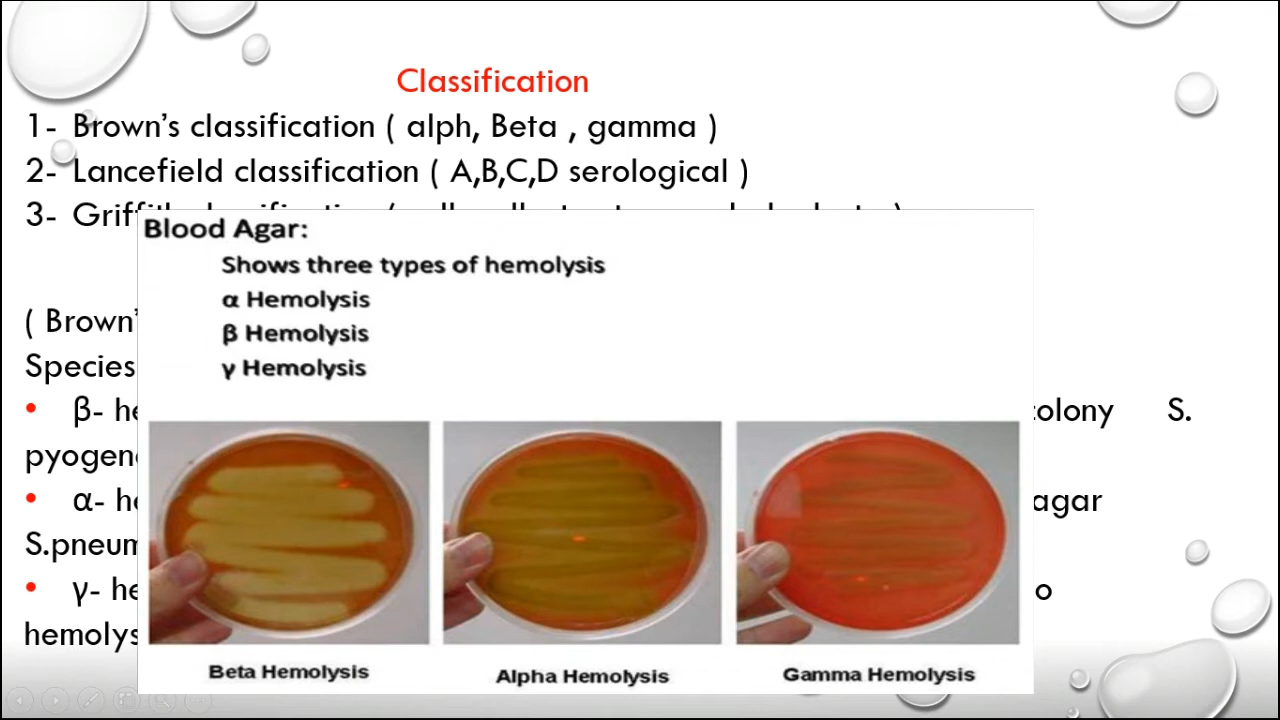 Classification
1- Brown's classification ( alph, Beta , gamma )
2- Lancefield classification ( A,B,C,D serological )
3-
Blood Agar:
Shows three types of hemolysis
α Hemolysis
β Hemolysis
γ Hemolysis
( Brown'
Species
• β- he colony S.
pyogen
• α- he agar
S.pneum
• γ- he o
hemolys
Beta Hemolysis
Alpha Hemolysis
Gamma Hemolysis